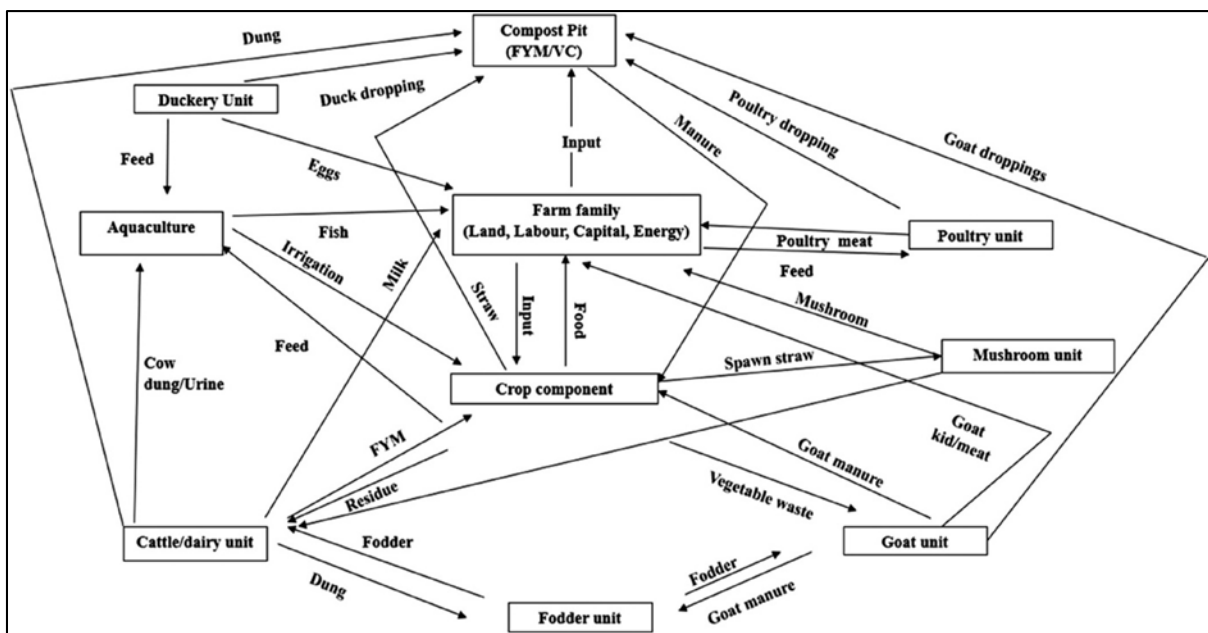 Dung
Compost Pit
(FYM/VC)
Duckery Unit
Duck dropping
Poultry dropping
Manure
Goat droppings
Feed
Eggs
Input
Aquaculture
Fish
Farm family
(Land, Labour, Capital, Energy)
Poultry meat
Poultry unit
Feed
Irrigation
Milk
Straw
Input
Food
Mushroom
Cow
dung/Urine
Feed
Spawn straw
Mushroom unit
Crop component
FYM
Goat
kid/meat
Goat manure
Residue
Vegetable waste
Cattle/dairy unit
Fodder
Goat unit
Dung
Fodder
Goat manure
Fodder unit